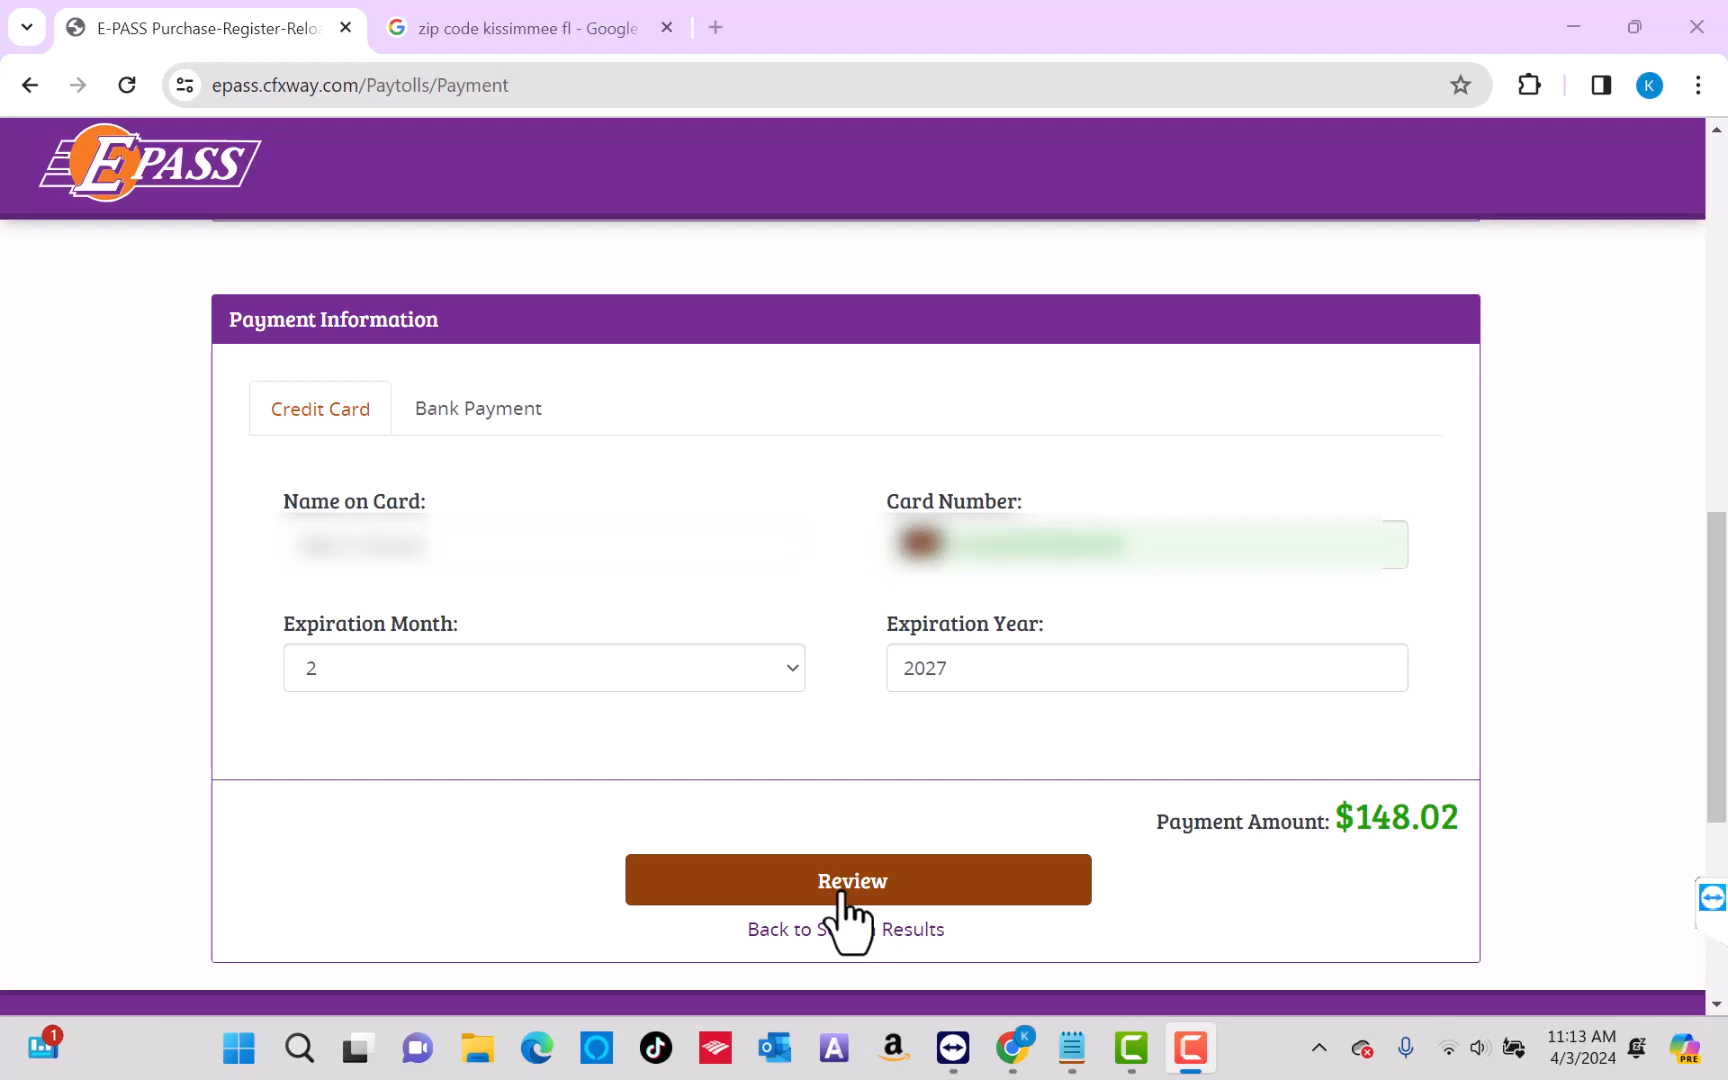 E-PASS Purchase-Register-Relo
zip code kissimmee fl - Google
epass.cfxway.com/Paytolls/Payment
K
EPASS
Payment Information
Credit Card
Bank Payment
Name on Card:
Card Number:
Expiration Month:
Expiration Year:
2
2027
Payment Amount: $148.02
Review
Back to Results
1
A
a
K
C
C
11:13 AM
4/3/2024
PRE